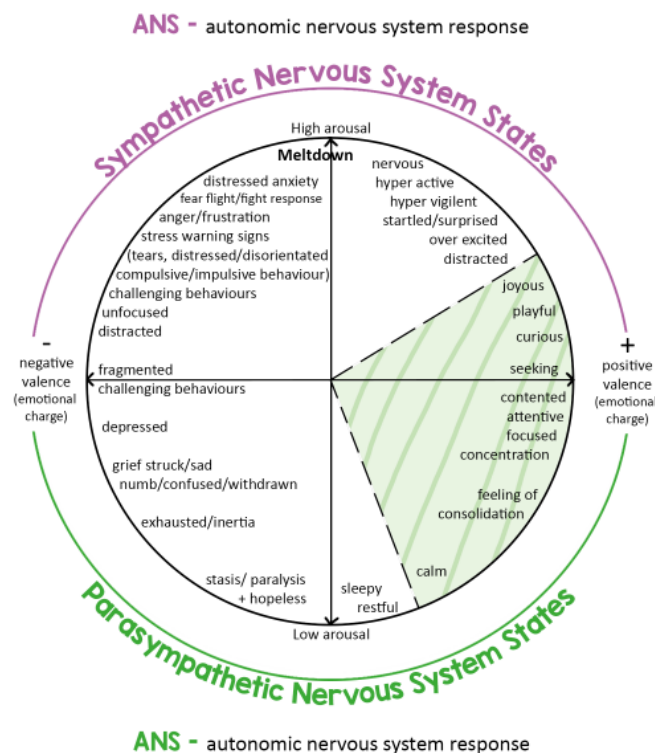 ANS - autonomic nervous system response
Sympathetic Nervous System States
High arousal
Meltdown
distressed anxiety
fear flight/fight response
anger/frustration
stress warning signs
(tears, distressed/disorientated
compulsive/impulsive behaviour)
challenging behaviours
unfocused
distracted
nervous
hyper active
hyper vigilent
startled/surprised
over excited
distracted
joyous
playful
curious
seeking
-
negative
valence
(emotional
charge)
fragmented
challenging behaviours
+
positive
valence
(emotional
charge)
depressed
grief struck/sad
numb/confused/withdrawn
exhausted/inertia
stasis/ paralysis
+ hopeless
contented
attentive
focused
concentration
feeling of
consolidation
calm
sleepy
restful
Low arousal
Parasympathetic Nervous System States
ANS - autonomic nervous system response